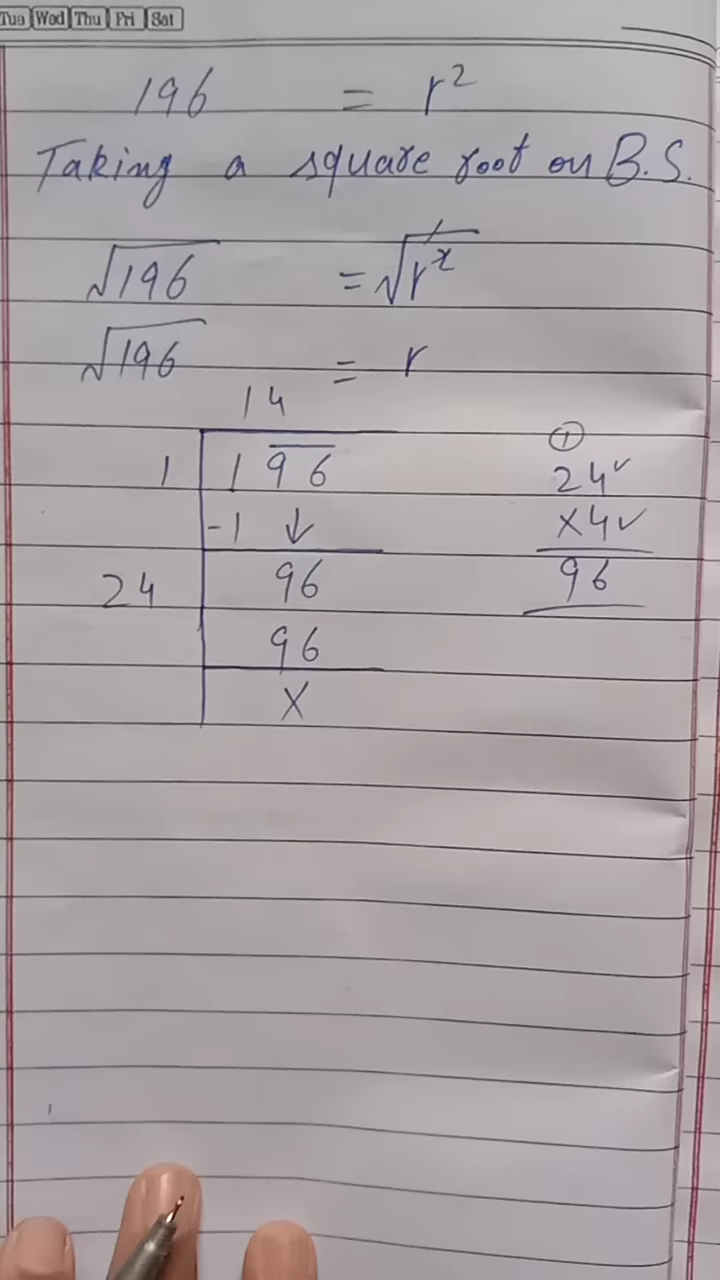 Tue Wed Thu Fri Sat
196 = r²
Taking a square root on B.S.
√196 = √r²
√196 = r
14
1 196 ①
24✓
-1 ↓ ×4✓
24 96 96
96
X